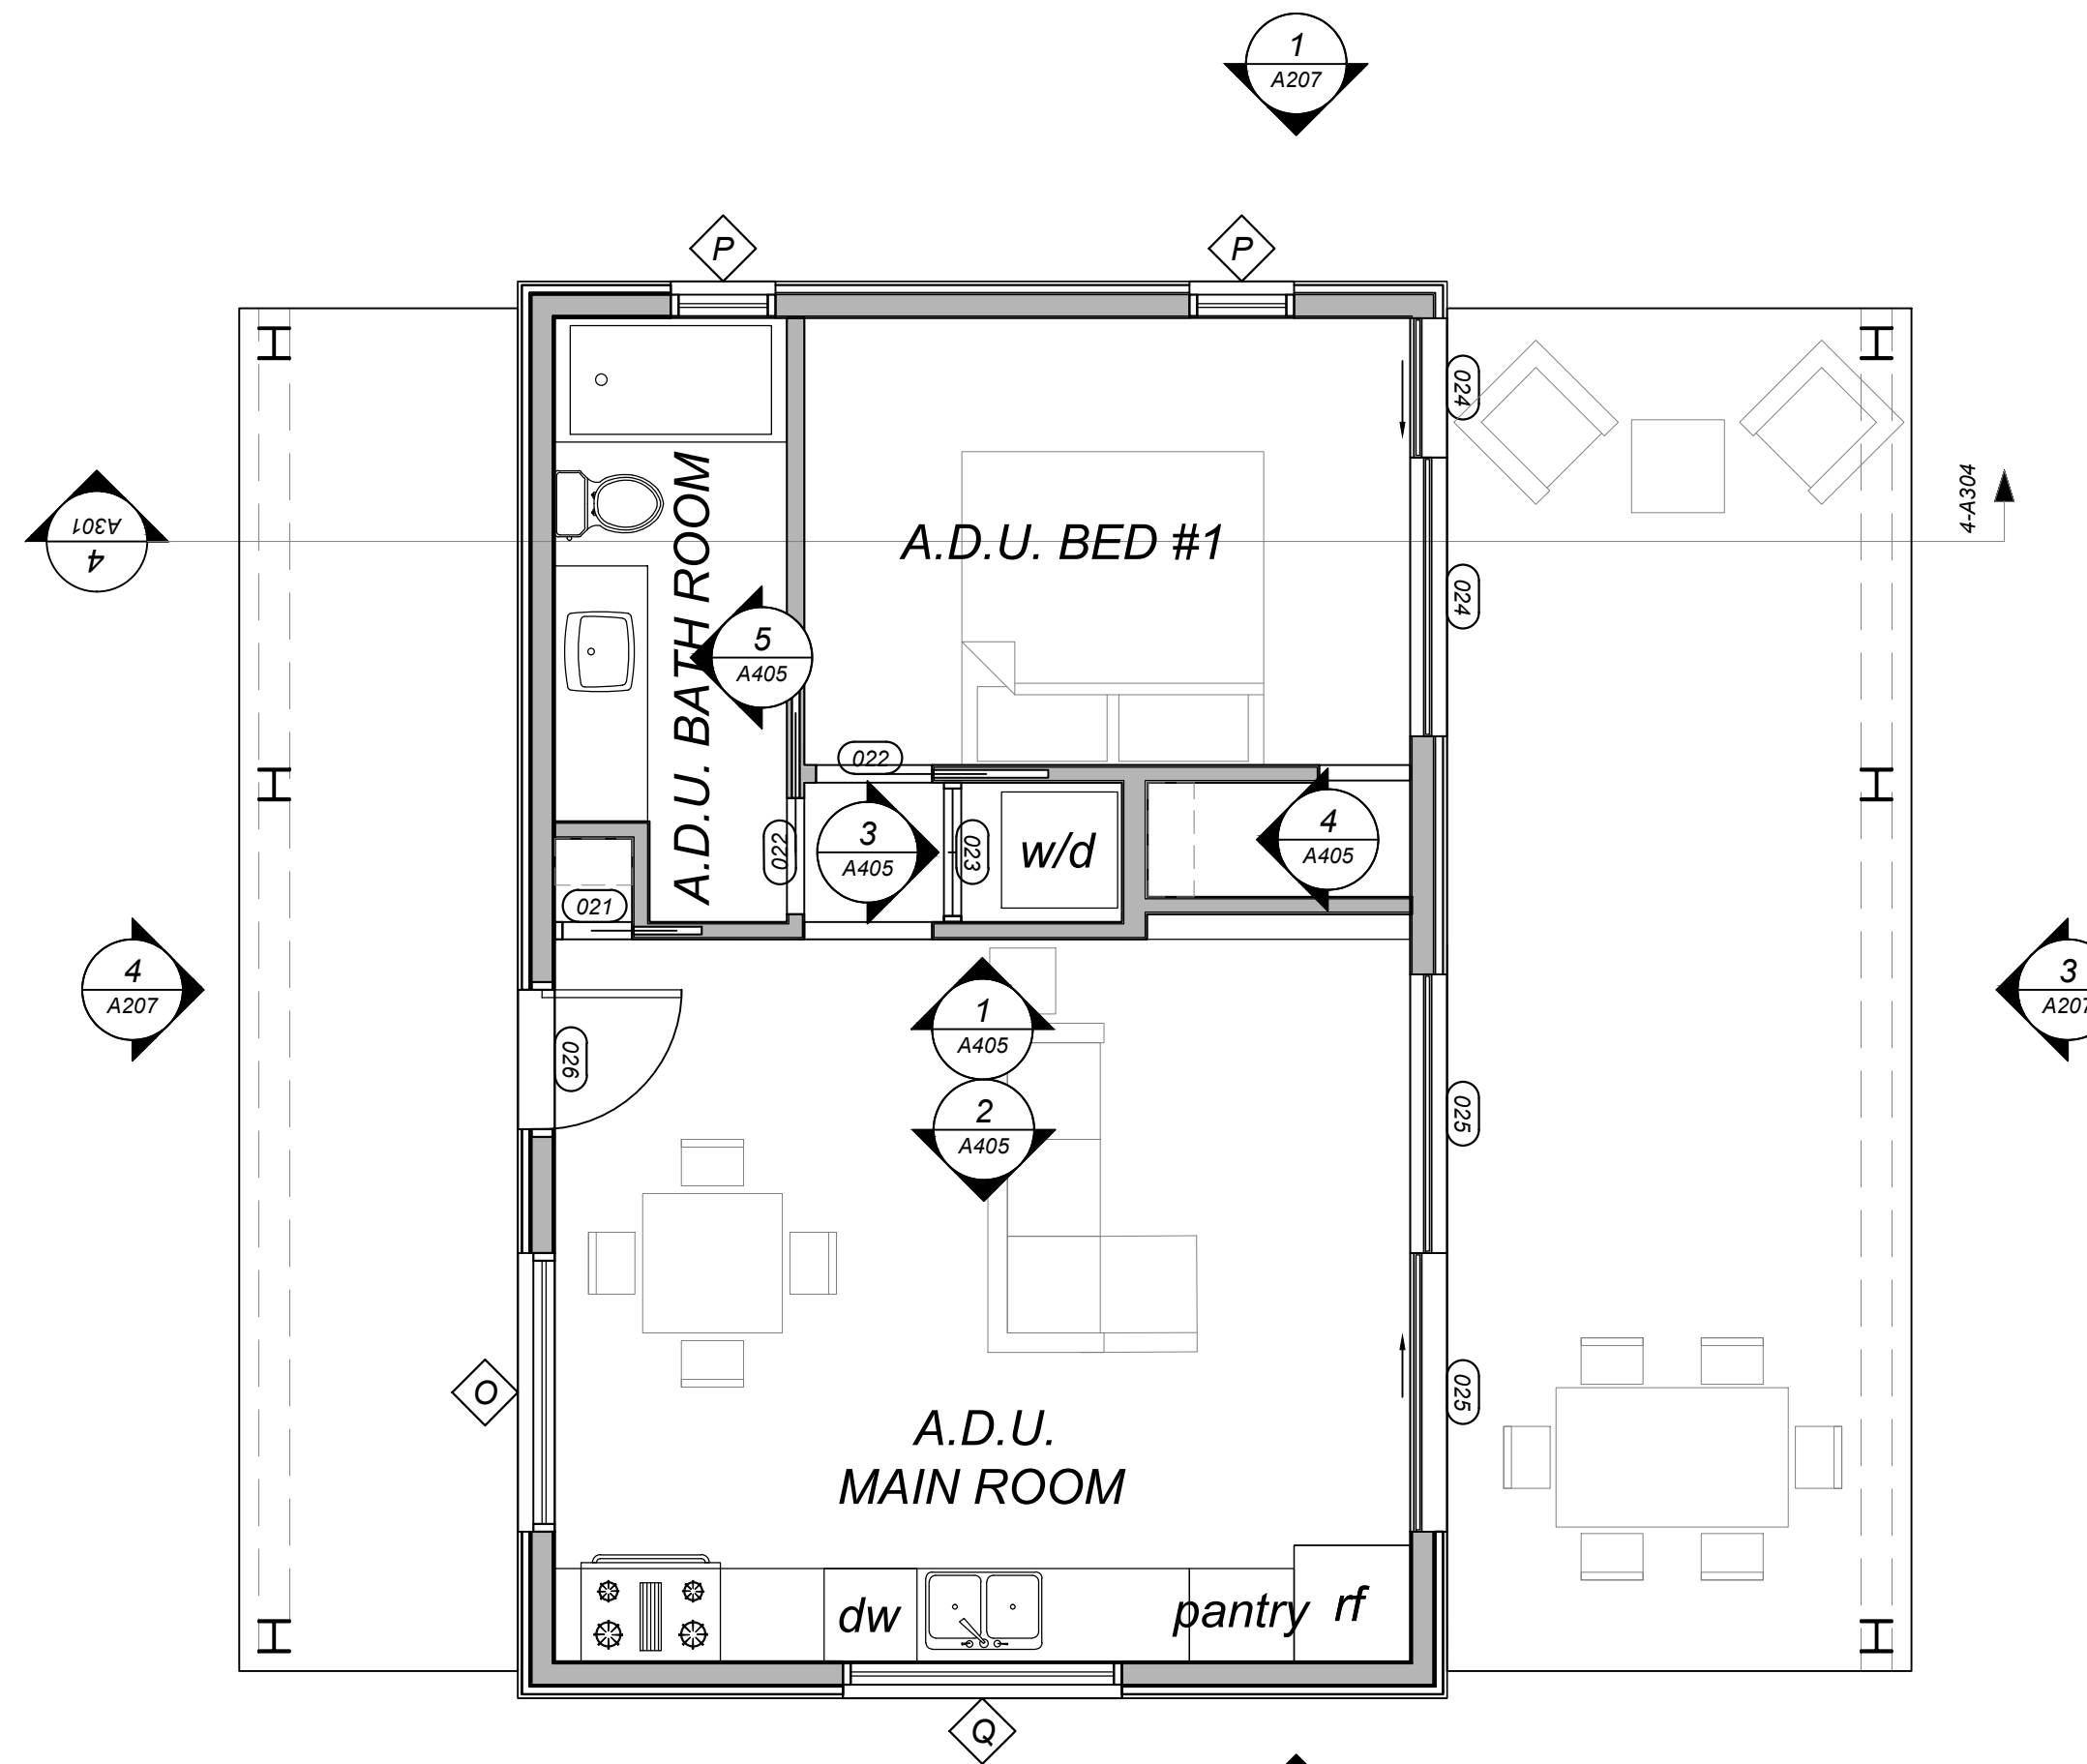 1
A207
P
P
024
A301
4
A.D.U. BATH ROOM
A.D.U. BED #1
4-A304
024
5
A405
022
022
3
A405
023
w/d
4
A405
021
4
A207
3
A207
026
1
A405
2
A405
025
O
025
A.D.U.
MAIN ROOM
dw
pantry
rf
Q